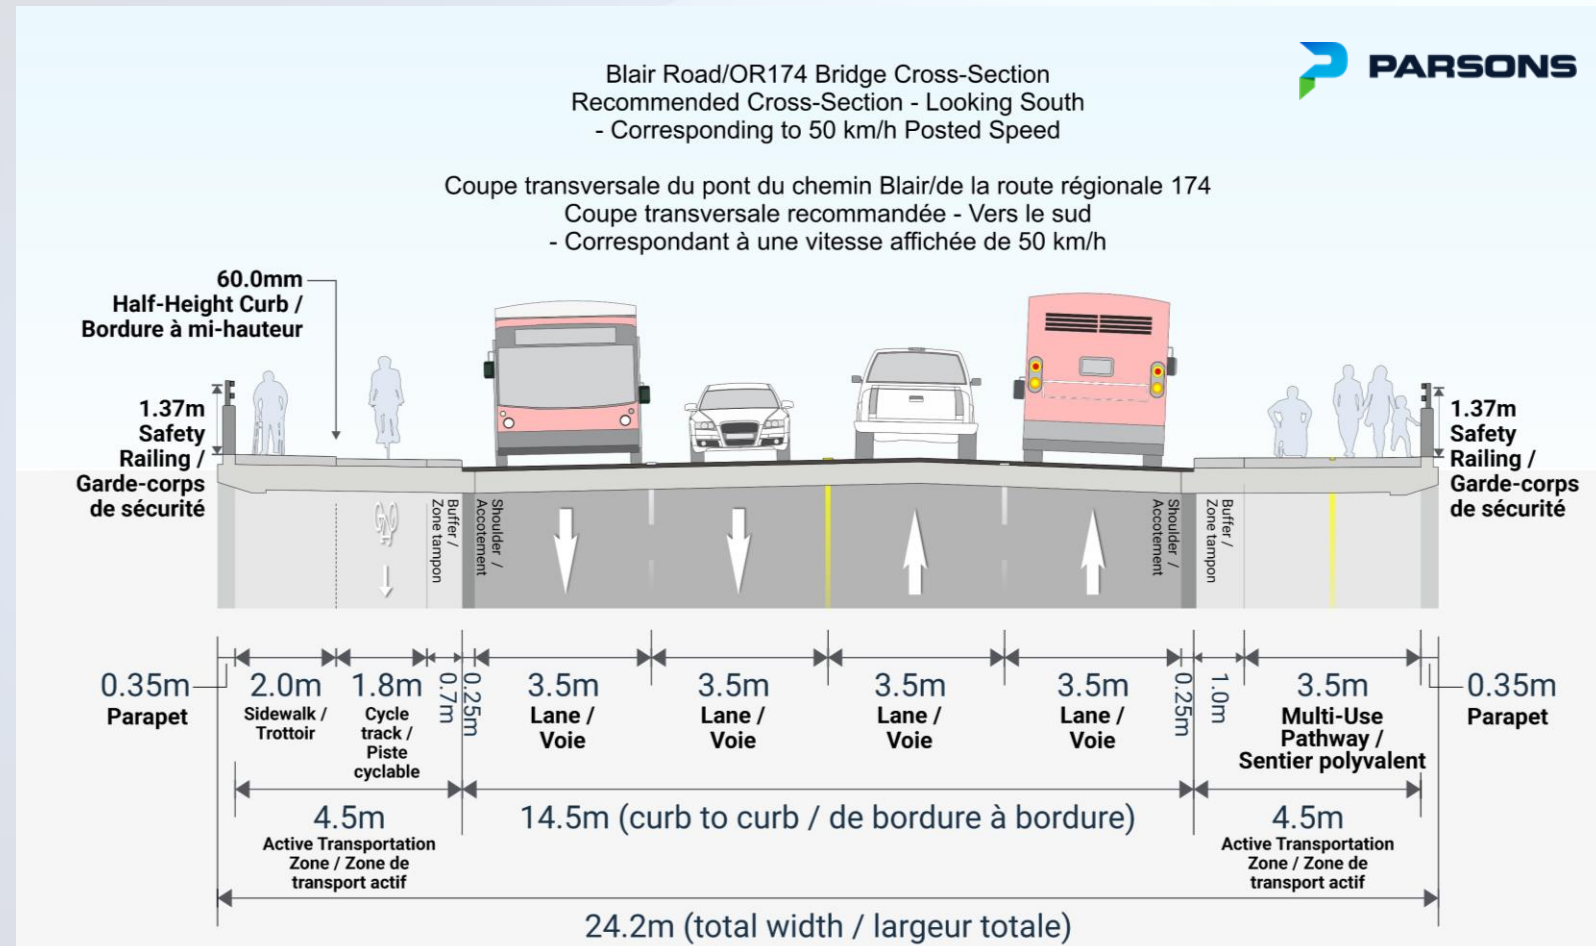 PARSONS
Blair Road/OR174 Bridge Cross-Section
Recommended Cross-Section - Looking South
- Corresponding to 50 km/h Posted Speed
Coupe transversale du pont du chemin Blair/de la route régionale 174
Coupe transversale recommandée - Vers le sud
- Correspondant à une vitesse affichée de 50 km/h
60.0mm
Half-Height Curb /
Bordure à mi-hauteur
1.37m
Safety
Railing /
Garde-corps
de sécurité
1.37m
Safety
Railing /
Garde-corps
de sécurité
Buffer /
Zone tampon
Shoulder /
Accotement
Shoulder /
Accotement
Buffer /
Zone tampon
0.35m
Parapet
2.0m
Sidewalk /
Trottoir
1.8m
Cycle
track /
Piste
cyclable
0.7m
0.25m
3.5m
Lane /
Voie
3.5m
Lane /
Voie
3.5m
Lane /
Voie
3.5m
Lane /
Voie
0.25m
1.0m
3.5m
Multi-Use
Pathway /
Sentier polyvalent
0.35m
Parapet
4.5m
Active Transportation
Zone / Zone de
transport actif
14.5m (curb to curb / de bordure à bordure)
4.5m
Active Transportation
Zone / Zone de
transport actif
24.2m (total width / largeur totale)